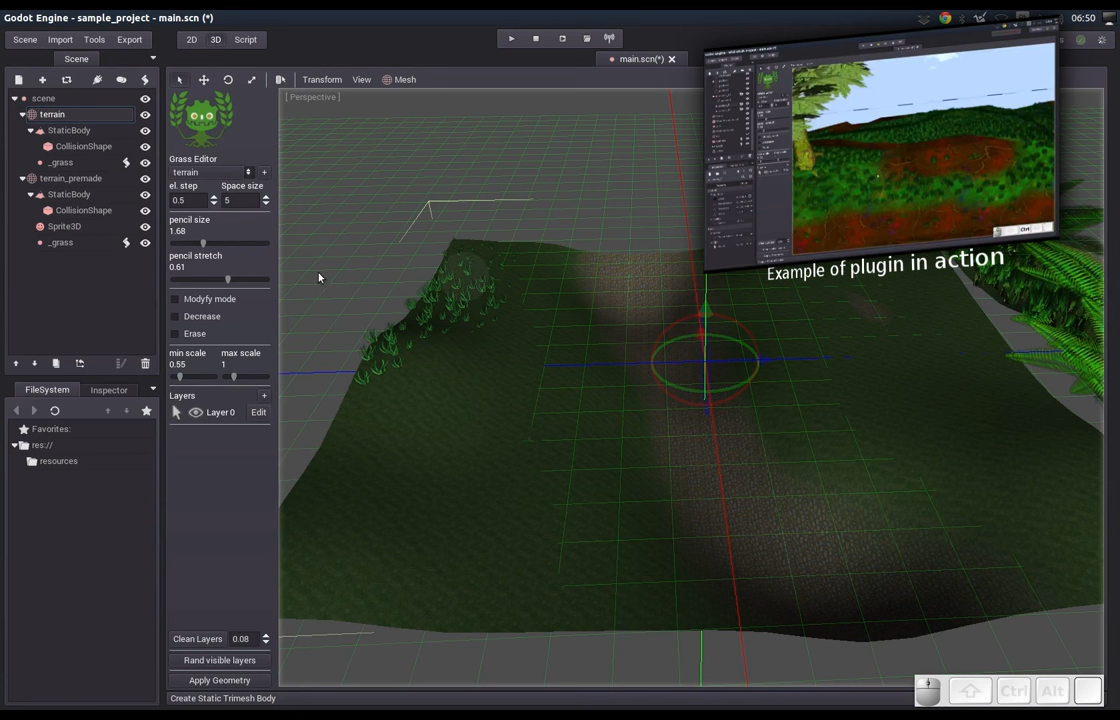 Godot Engine - sample_project - main.scn (*)
06:50
Scene Import Tools Export
2D 3D Script
Scene
main.scn(*)
Transform View Mesh
[ Perspective ]
scene
terrain
StaticBody
CollisionShape
_grass
terrain_premade
StaticBody
CollisionShape
Sprite3D
_grass
Grass Editor
terrain
el. step Space size
0.5 5
pencil size
1.68
pencil stretch
0.61
Modyfy mode
Decrease
Erase
min scale max scale
0.55 1
Layers
Layer 0 Edit
FileSystem Inspector
Favorites:
res://
resources
Clean Layers 0.08
Rand visible layers
Apply Geometry
Create Static Trimesh Body
Ctrl
Example of plugin in action
Ctrl Alt